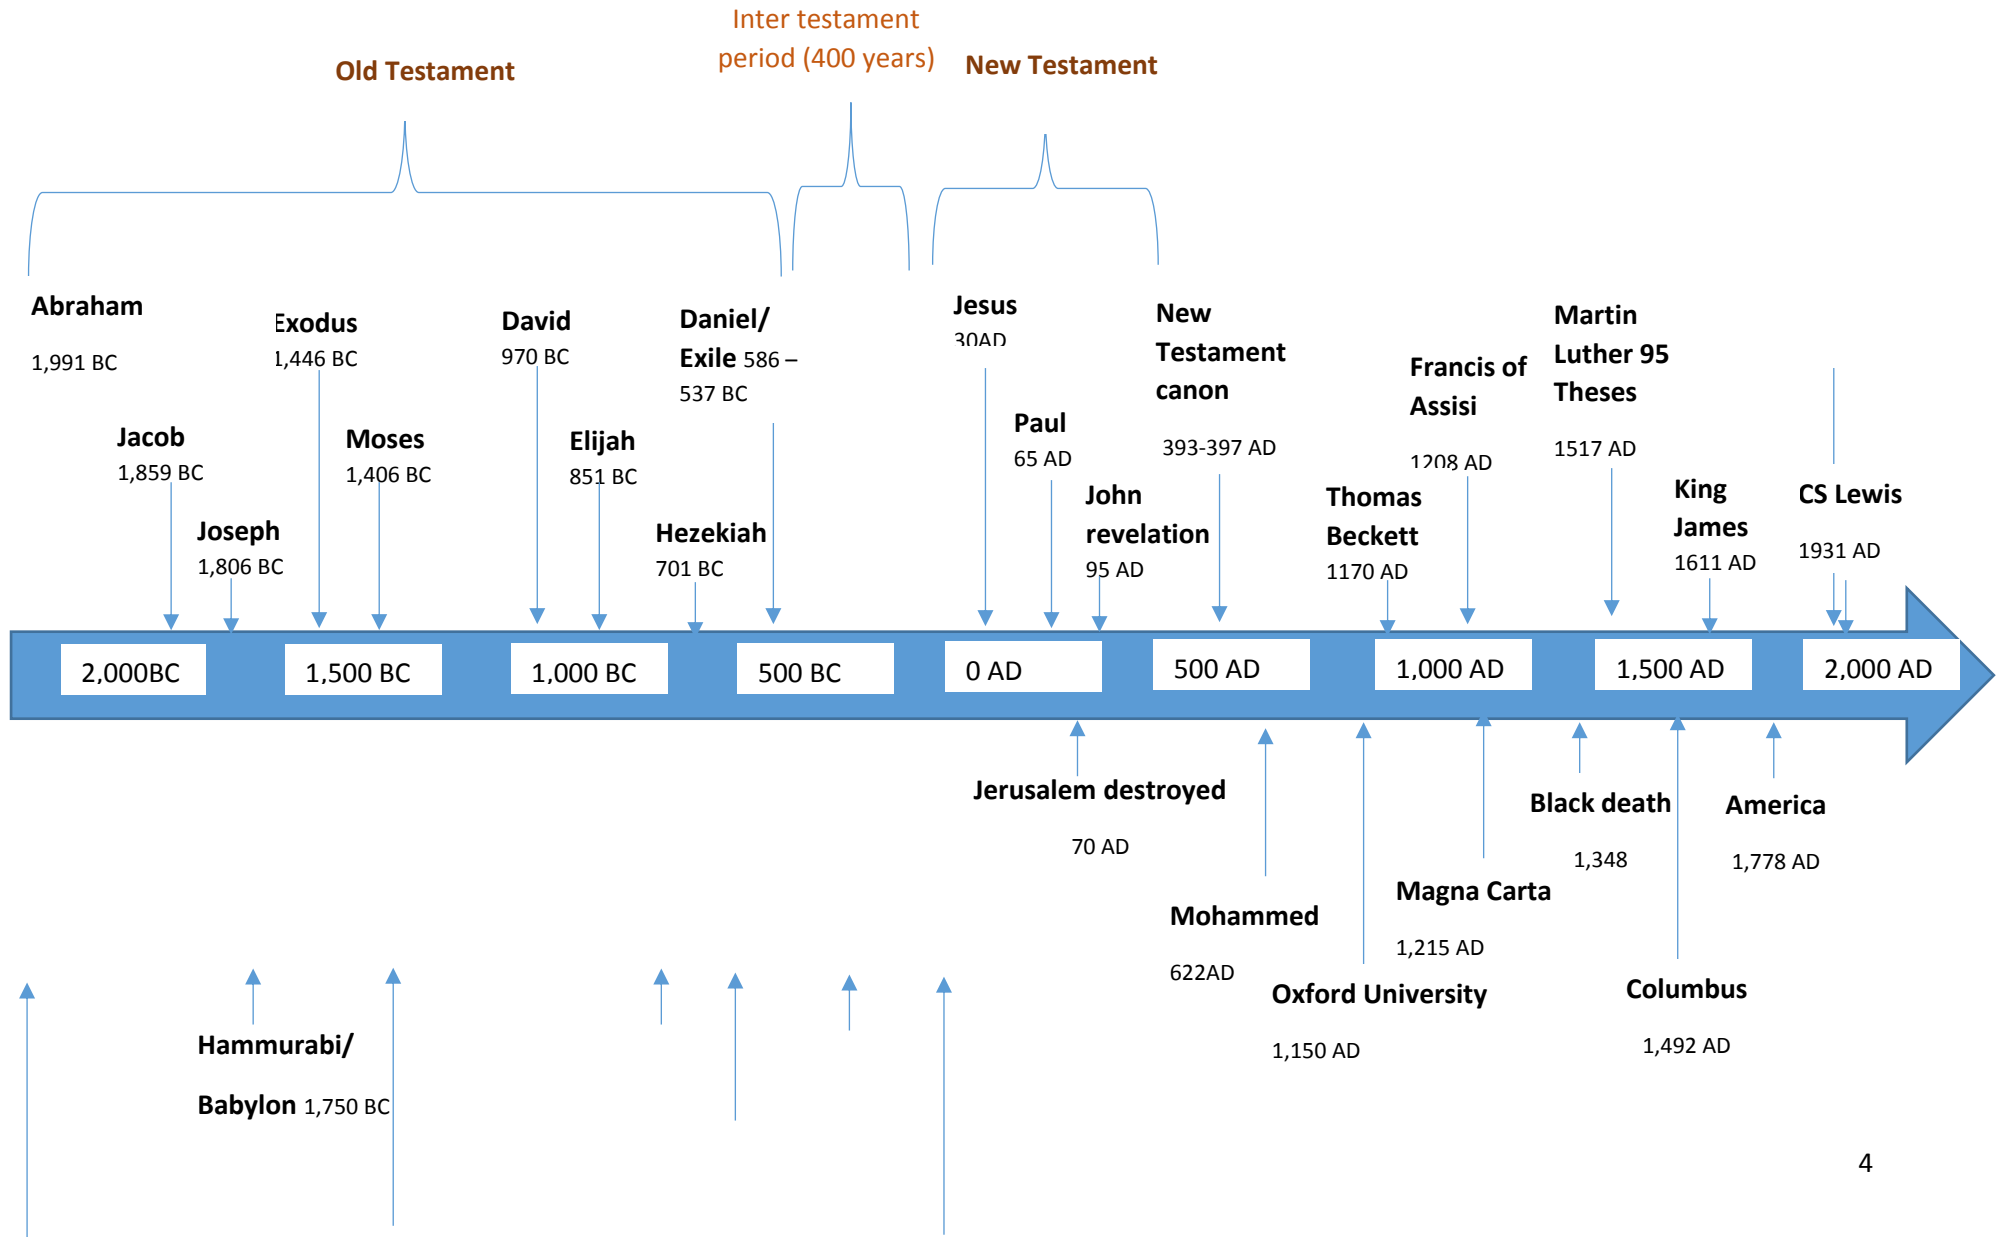 Inter testament
period (400 years)
Old Testament
New Testament
Abraham
1,991 BC
Jacob
1,859 BC
Joseph
1,806 BC
Exodus
1,446 BC
Moses
1,406 BC
David
970 BC
Elijah
851 BC
Hezekiah
701 BC
Daniel/
Exile 586 –
537 BC
Jesus
30AD
Paul
65 AD
John
revelation
95 AD
New
Testament
canon
393-397 AD
Thomas
Beckett
1170 AD
Francis of
Assisi
1208 AD
Martin
Luther 95
Theses
1517 AD
King
James
1611 AD
CS Lewis
1931 AD
2,000BC
1,500 BC
1,000 BC
500 BC
0 AD
500 AD
1,000 AD
1,500 AD
2,000 AD
Jerusalem destroyed
70 AD
Mohammed
622AD
Oxford University
1,150 AD
Magna Carta
1,215 AD
Black death
1,348
Columbus
1,492 AD
America
1,778 AD
Hammurabi/
Babylon 1,750 BC
4